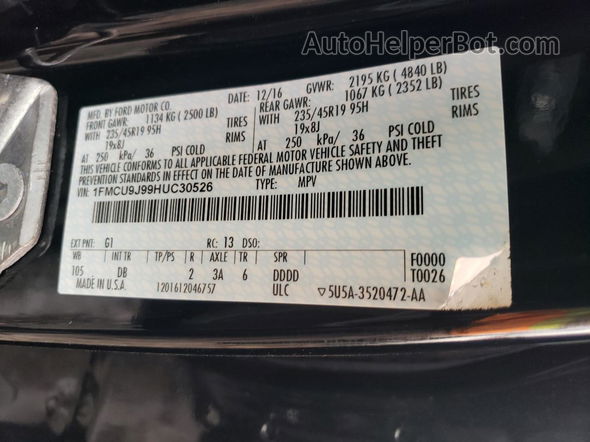 AutoHelperBot.com
DATE: 12/16 GVWR: 2195 KG ( 4840 LB)
MFD. BY FORD MOTOR CO.
FRONT GAWR: 1134 KG ( 2500 LB) REAR GAWR: 1067 KG ( 2352 LB)
WITH 235/45R19 95H TIRES WITH 235/45R19 95H TIRES
19x8J RIMS 19x8J RIMS
AT 250 kPa/ 36 PSI COLD AT 250 kPa/ 36 PSI COLD
THIS VEHICLE CONFORMS TO ALL APPLICABLE FEDERAL MOTOR VEHICLE SAFETY AND THEFT
PREVENTION STANDARDS IN EFFECT ON THE DATE OF MANUFACTURE SHOWN ABOVE.
VIN: 1FMCU9J99HUC30526 TYPE: MPV
EXT PNT: G1 RC: 13 DSO:
WB TP/PS R AXLE TR SPR F0000
105 DB 2 3A 6 DDDD T0026
MADE IN U.S.A. 1201612046757 ULC ▽5U5A-3520472-AA